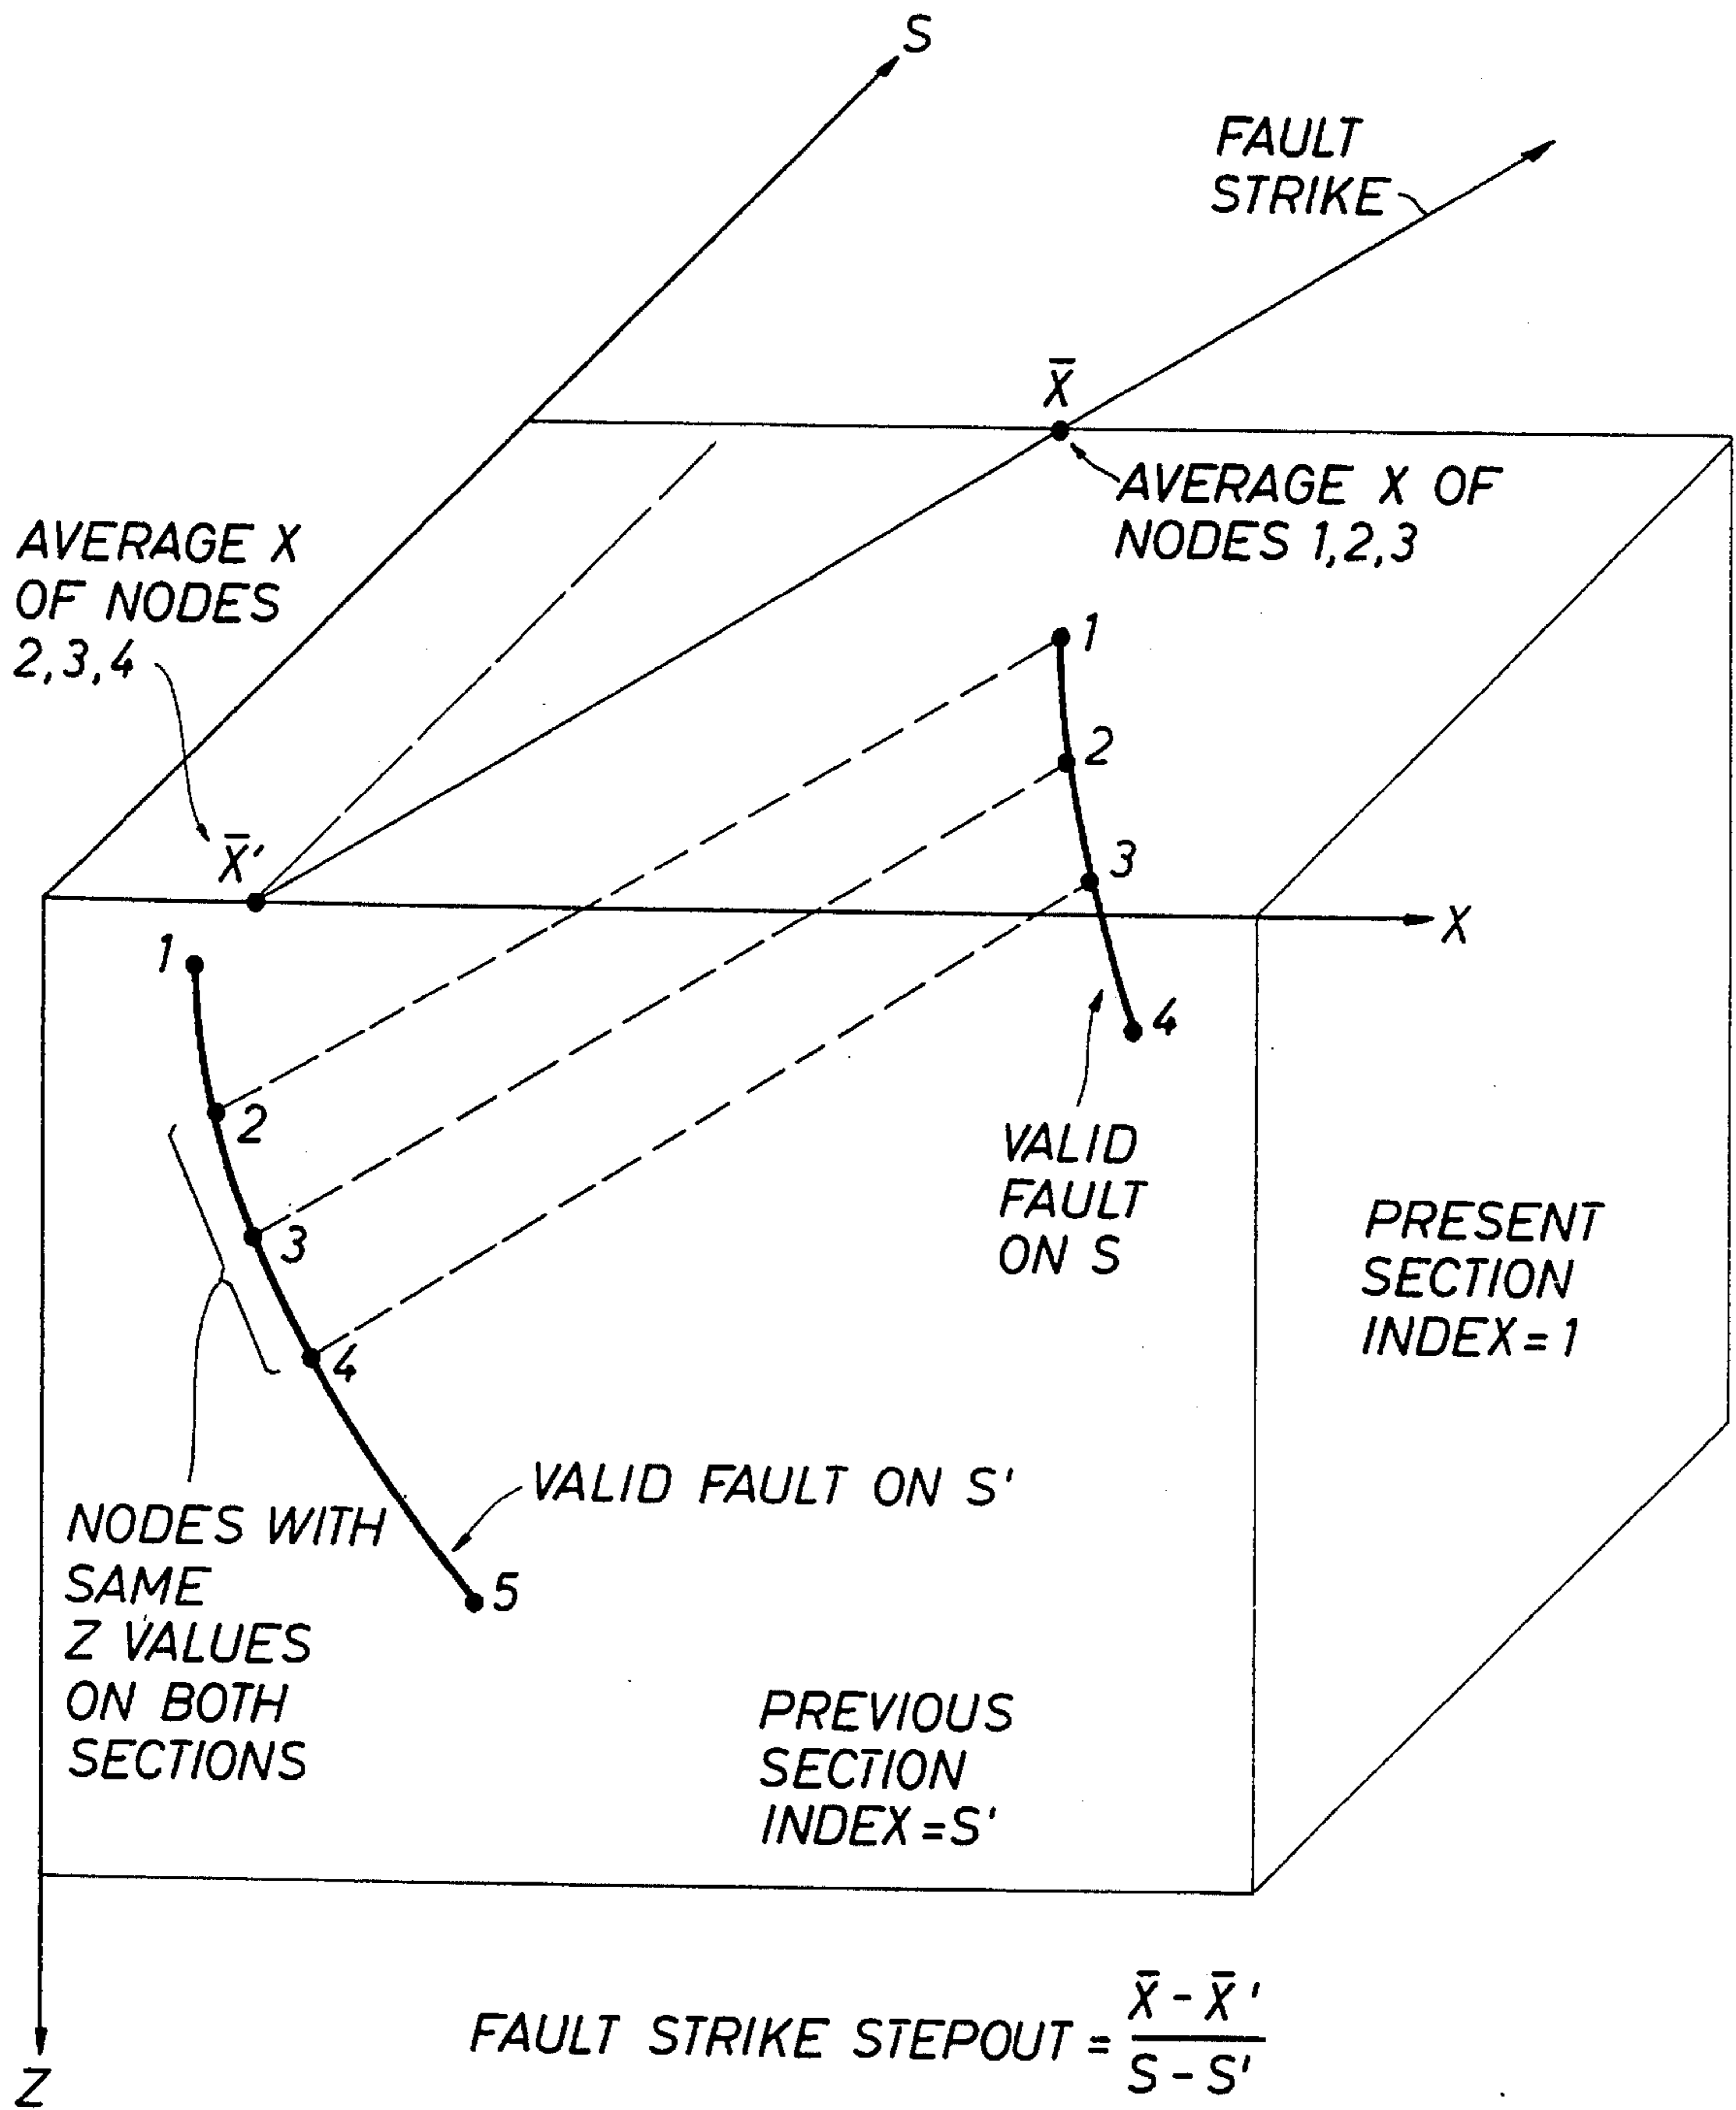 S
FAULT
STRIKE
X̄
AVERAGE X OF
NODES 1,2,3
AVERAGE X
OF NODES
2,3,4
1
2
3
4
X̄'
X
1
2
3
4
5
VALID
FAULT
ON S
PRESENT
SECTION
INDEX=1
VALID FAULT ON S'
NODES WITH
SAME
Z VALUES
ON BOTH
SECTIONS
PREVIOUS
SECTION
INDEX=S'
Z
FAULT STRIKE STEPOUT = X̄ - X̄' / S - S'